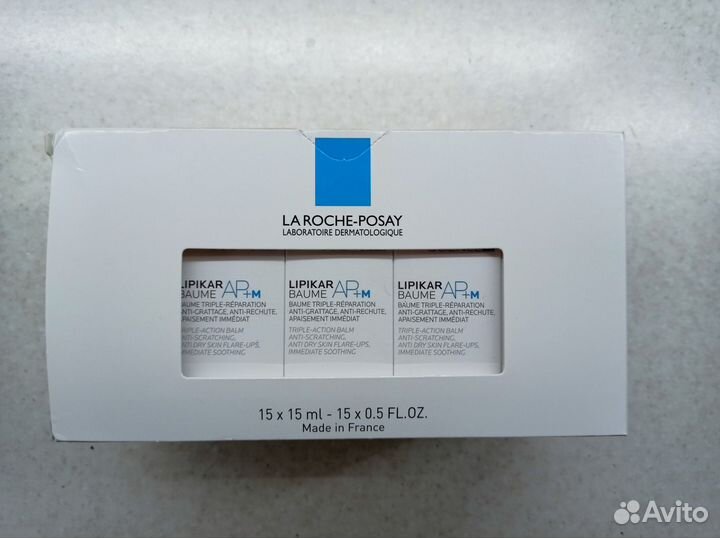 LA ROCHE-POSAY
LABORATOIRE DERMATOLOGIQUE
LIPIKAR AP+M
BAUME
BAUME TRIPLE-RÉPARATION
ANTI-GRATTAGE, ANTI-RECHUTE,
APAISEMENT IMMÉDIAT
TRIPLE-ACTION BALM
ANTI-SCRATCHING,
ANTI DRY SKIN FLARE-UPS,
IMMEDIATE SOOTHING
LIPIKAR AP+M
BAUME
BAUME TRIPLE-RÉPARATION
ANTI-GRATTAGE, ANTI-RECHUTE,
APAISEMENT IMMÉDIAT
TRIPLE-ACTION BALM
ANTI-SCRATCHING,
ANTI DRY SKIN FLARE-UPS,
IMMEDIATE SOOTHING
LIPIKAR AP+M
BAUME
BAUME TRIPLE-RÉPARATION
ANTI-GRATTAGE, ANTI-RECHUTE,
APAISEMENT IMMÉDIAT
TRIPLE-ACTION BALM
ANTI-SCRATCHING,
ANTI DRY SKIN FLARE-UPS,
IMMEDIATE SOOTHING
15 x 15 ml - 15 x 0.5 FL.OZ.
Made in France
Avito